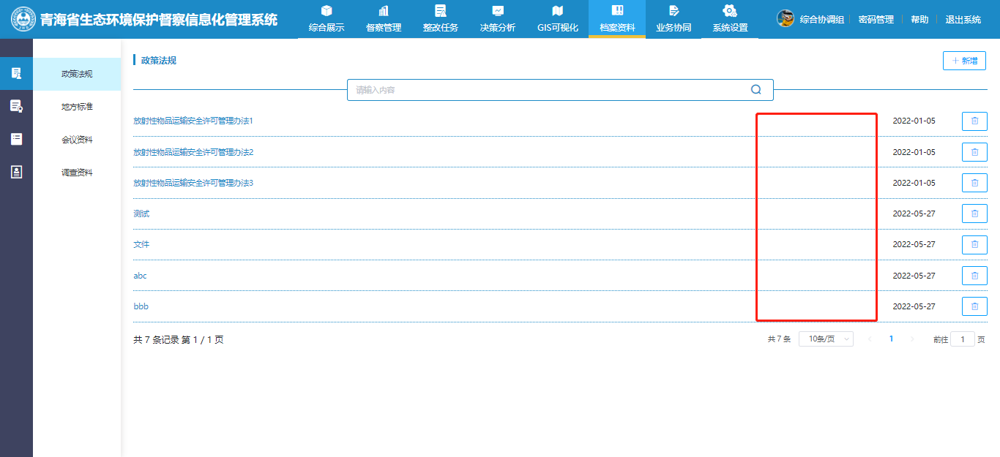 青海省生态环境保护督察信息化管理系统
综合展示 督察管理 整改任务 决策分析 GIS可视化 档案资料 业务协同 系统设置
综合协调组 密码管理 帮助 退出系统
政策法规
地方标准
会议资料
调查资料
政策法规
+ 新增
请输入内容
放射性物品运输安全许可管理办法1 2022-01-05
放射性物品运输安全许可管理办法2 2022-01-05
放射性物品运输安全许可管理办法3 2022-01-05
测试 2022-05-27
文件 2022-05-27
abc 2022-05-27
bbb 2022-05-27
共 7 条记录 第 1 / 1 页
共 7 条 10条/页 1 前往 1 页